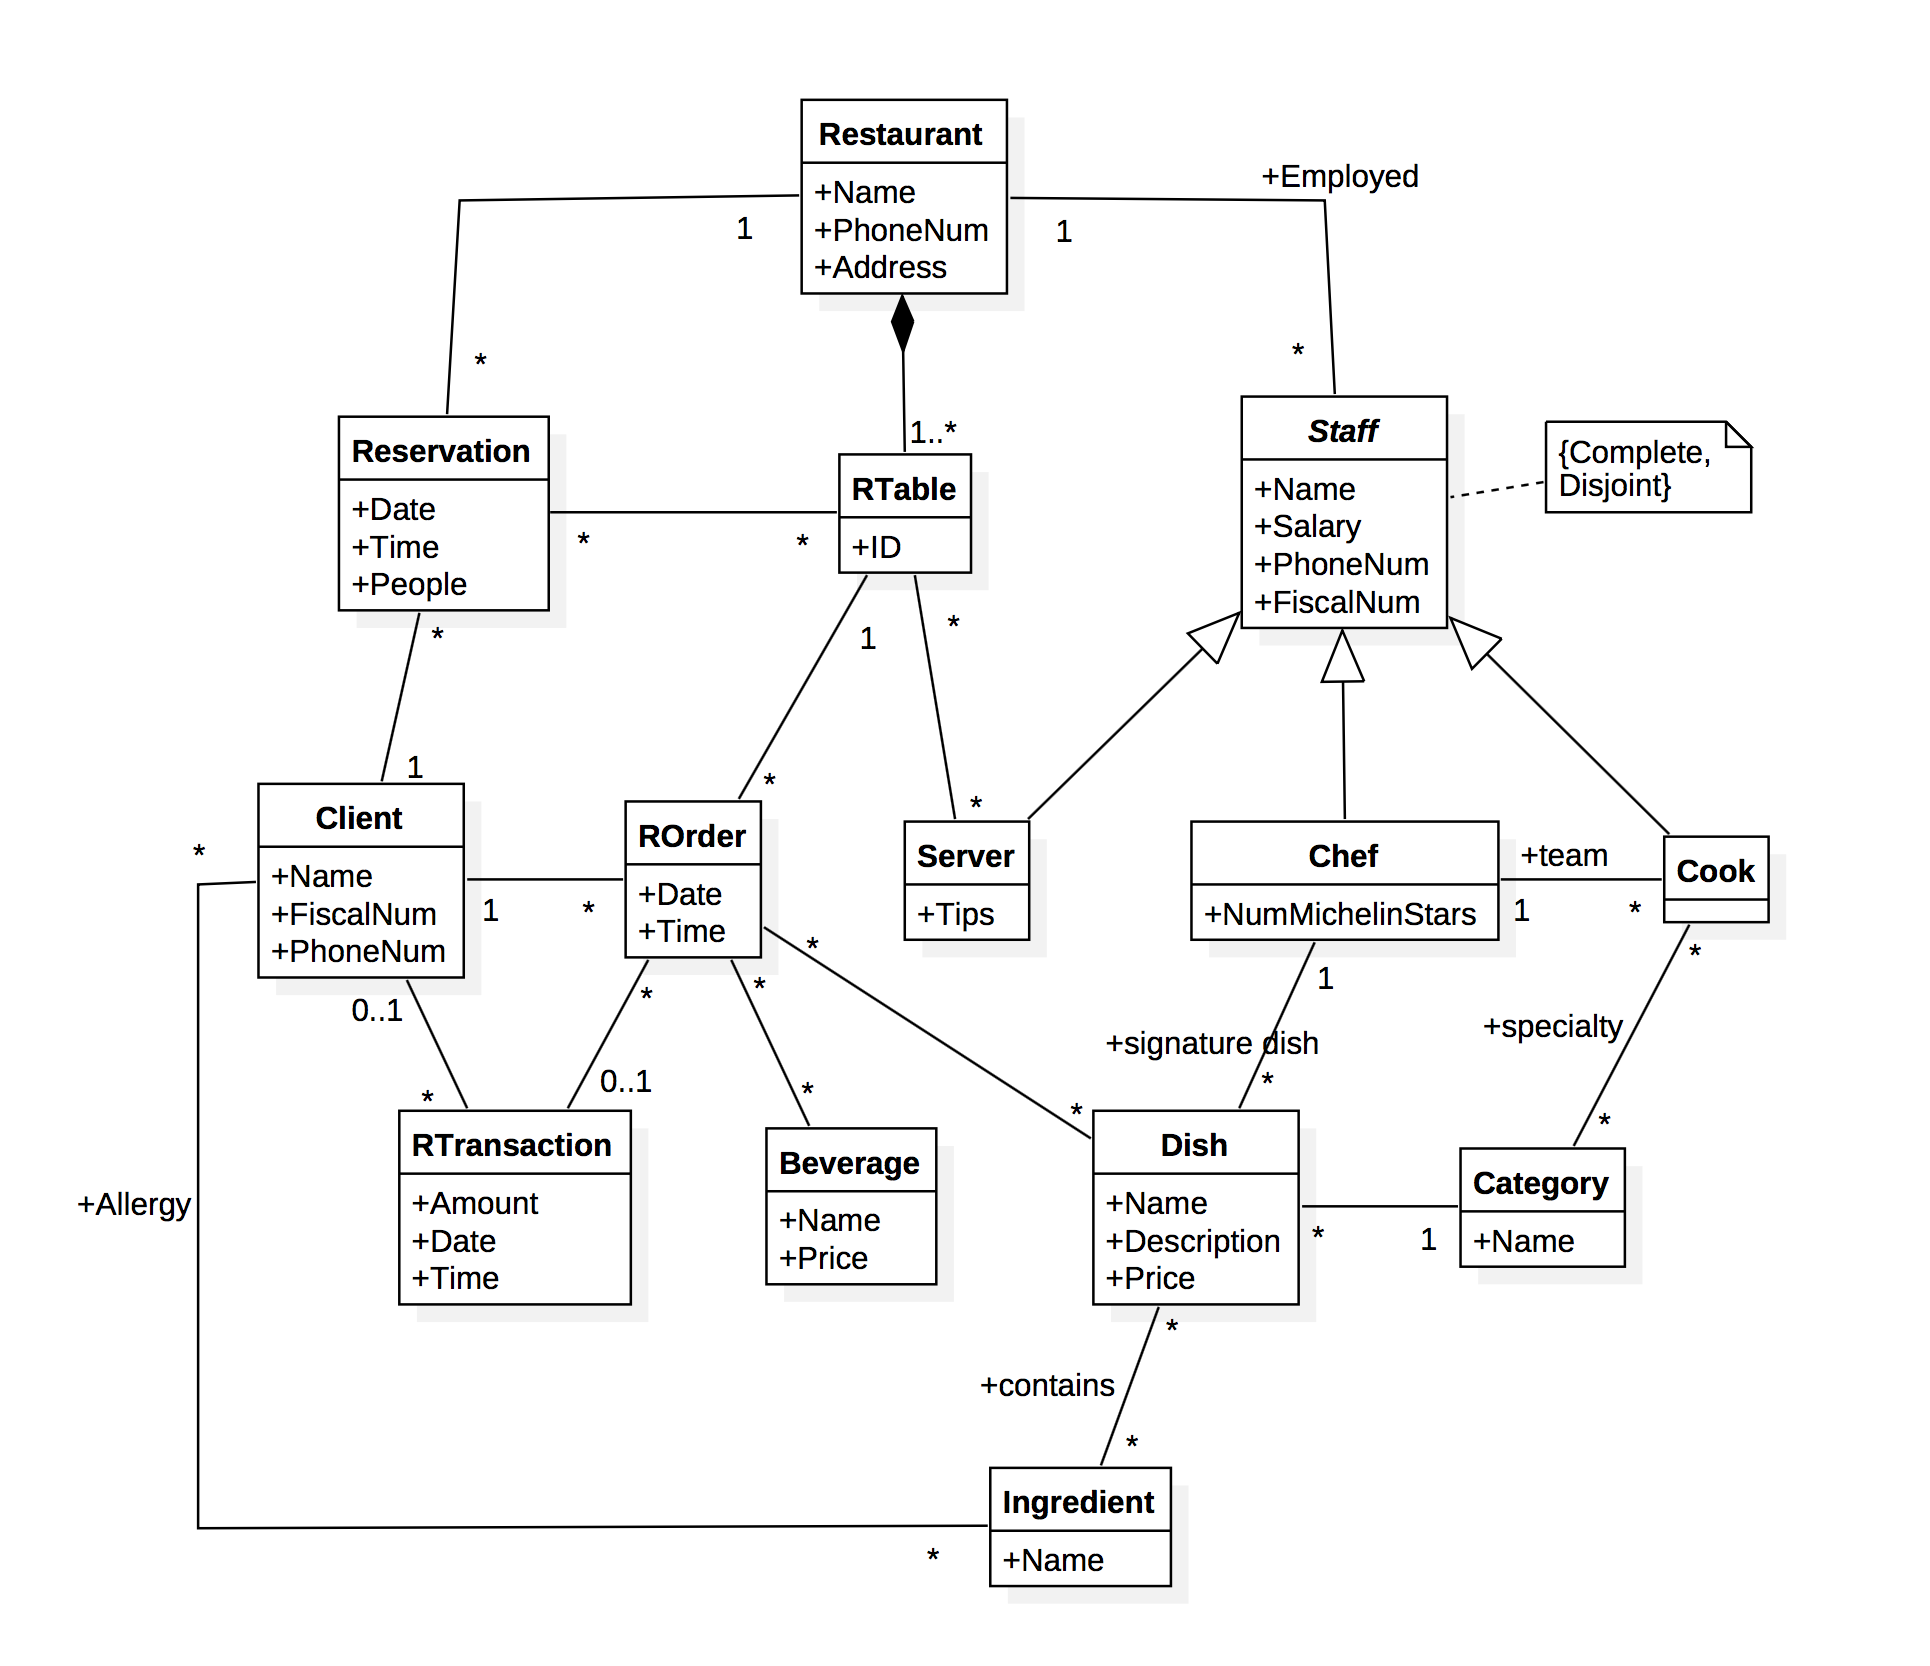 Restaurant
+Name
+PhoneNum
+Address
+Employed
1
1
*
*
1..*
Reservation
+Date
+Time
+People
*
*
RTable
+ID
Staff
+Name
+Salary
+PhoneNum
+FiscalNum
{Complete,
Disjoint}
*
1
*
1
*
*
Client
+Name
+FiscalNum
+PhoneNum
*
1
*
0..1
ROrder
+Date
+Time
*
*
*
Server
+Tips
Chef
+NumMichelinStars
+team
1
*
Cook
1
*
+signature dish
*
+specialty
*
*
0..1
*
*
RTransaction
+Amount
+Date
+Time
Beverage
+Name
+Price
Dish
+Name
+Description
+Price
*
1
Category
+Name
+Allergy
*
+contains
*
Ingredient
+Name
*